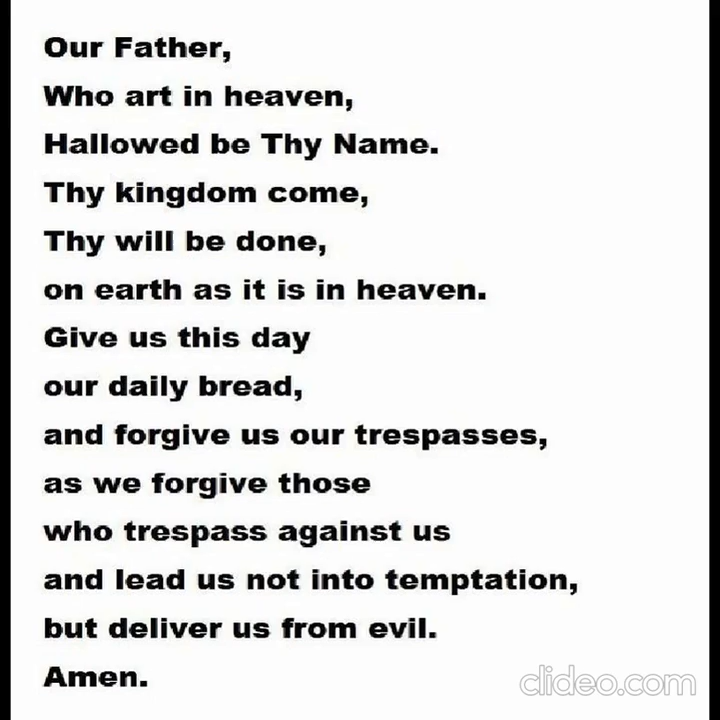 Our Father,
Who art in heaven,
Hallowed be Thy Name.
Thy kingdom come,
Thy will be done,
on earth as it is in heaven.
Give us this day
our daily bread,
and forgive us our trespasses,
as we forgive those
who trespass against us
and lead us not into temptation,
but deliver us from evil.
Amen.
clideo.com